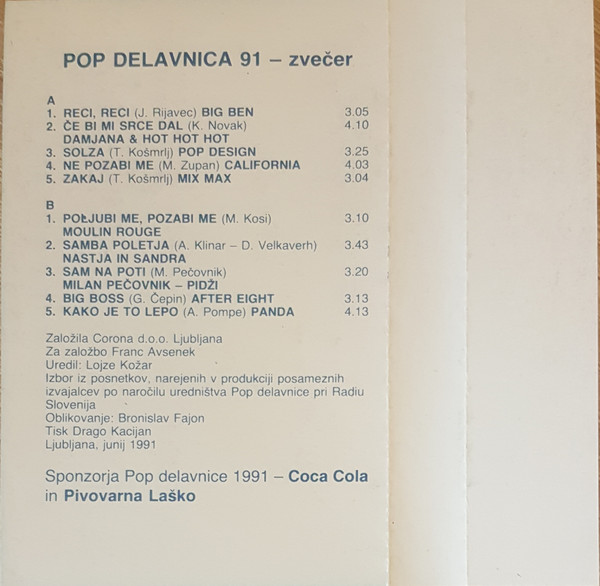 POP DELAVNICA 91 – zvečer
A
1. RECI, RECI (J. Rijavec) BIG BEN 3.05
2. ČE BI MI SRCE DAL (K. Novak) 4.10
DAMJANA & HOT HOT HOT
3. SOLZA (T. Košmrlj) POP DESIGN 3.25
4. NE POZABI ME (M. Zupan) CALIFORNIA 4.03
5. ZAKAJ (T. Košmrlj) MIX MAX 3.04
B
1. POLJUBI ME, POZABI ME (M. Kosi) 3.10
MOULIN ROUGE
2. SAMBA POLETJA (A. Klinar – D. Velkaverh) 3.43
NASTJA IN SANDRA
3. SAM NA POTI (M. Pečovnik) 3.20
MILAN PEČOVNIK – PIDŽI
4. BIG BOSS (G. Čepin) AFTER EIGHT 3.13
5. KAKO JE TO LEPO (A. Pompe) PANDA 4.13
Založila Corona d.o.o. Ljubljana
Za založbo Franc Avsenek
Uredil: Lojze Kožar
Izbor iz posnetkov, narejenih v produkciji posameznih
izvajalcev po naročilu uredništva Pop delavnice pri Radiu
Slovenija
Oblikovanje: Bronislav Fajon
Tisk Drago Kacijan
Ljubljana, junij 1991
Sponzorja Pop delavnice 1991 – Coca Cola
in Pivovarna Laško